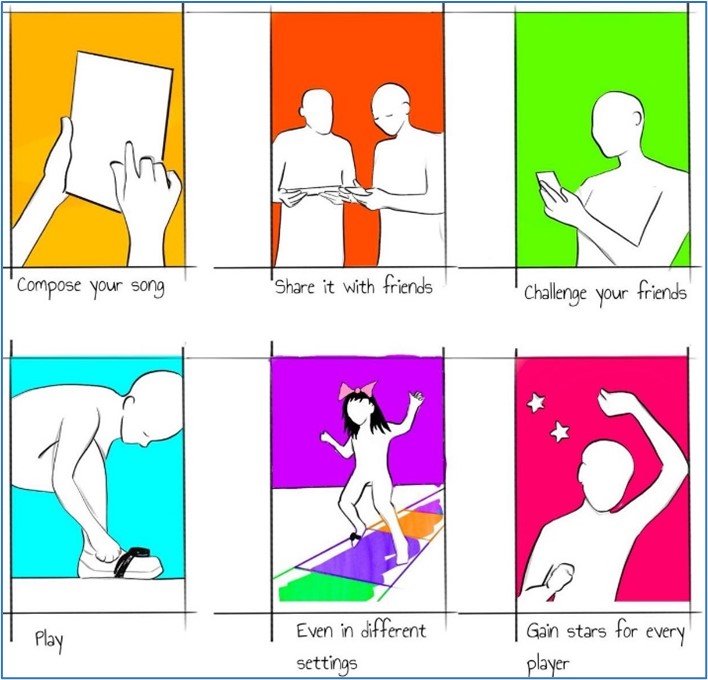 Compose your song
Share it with friends
Challenge your friends
Play
Even in different
settings
Gain stars for every
player